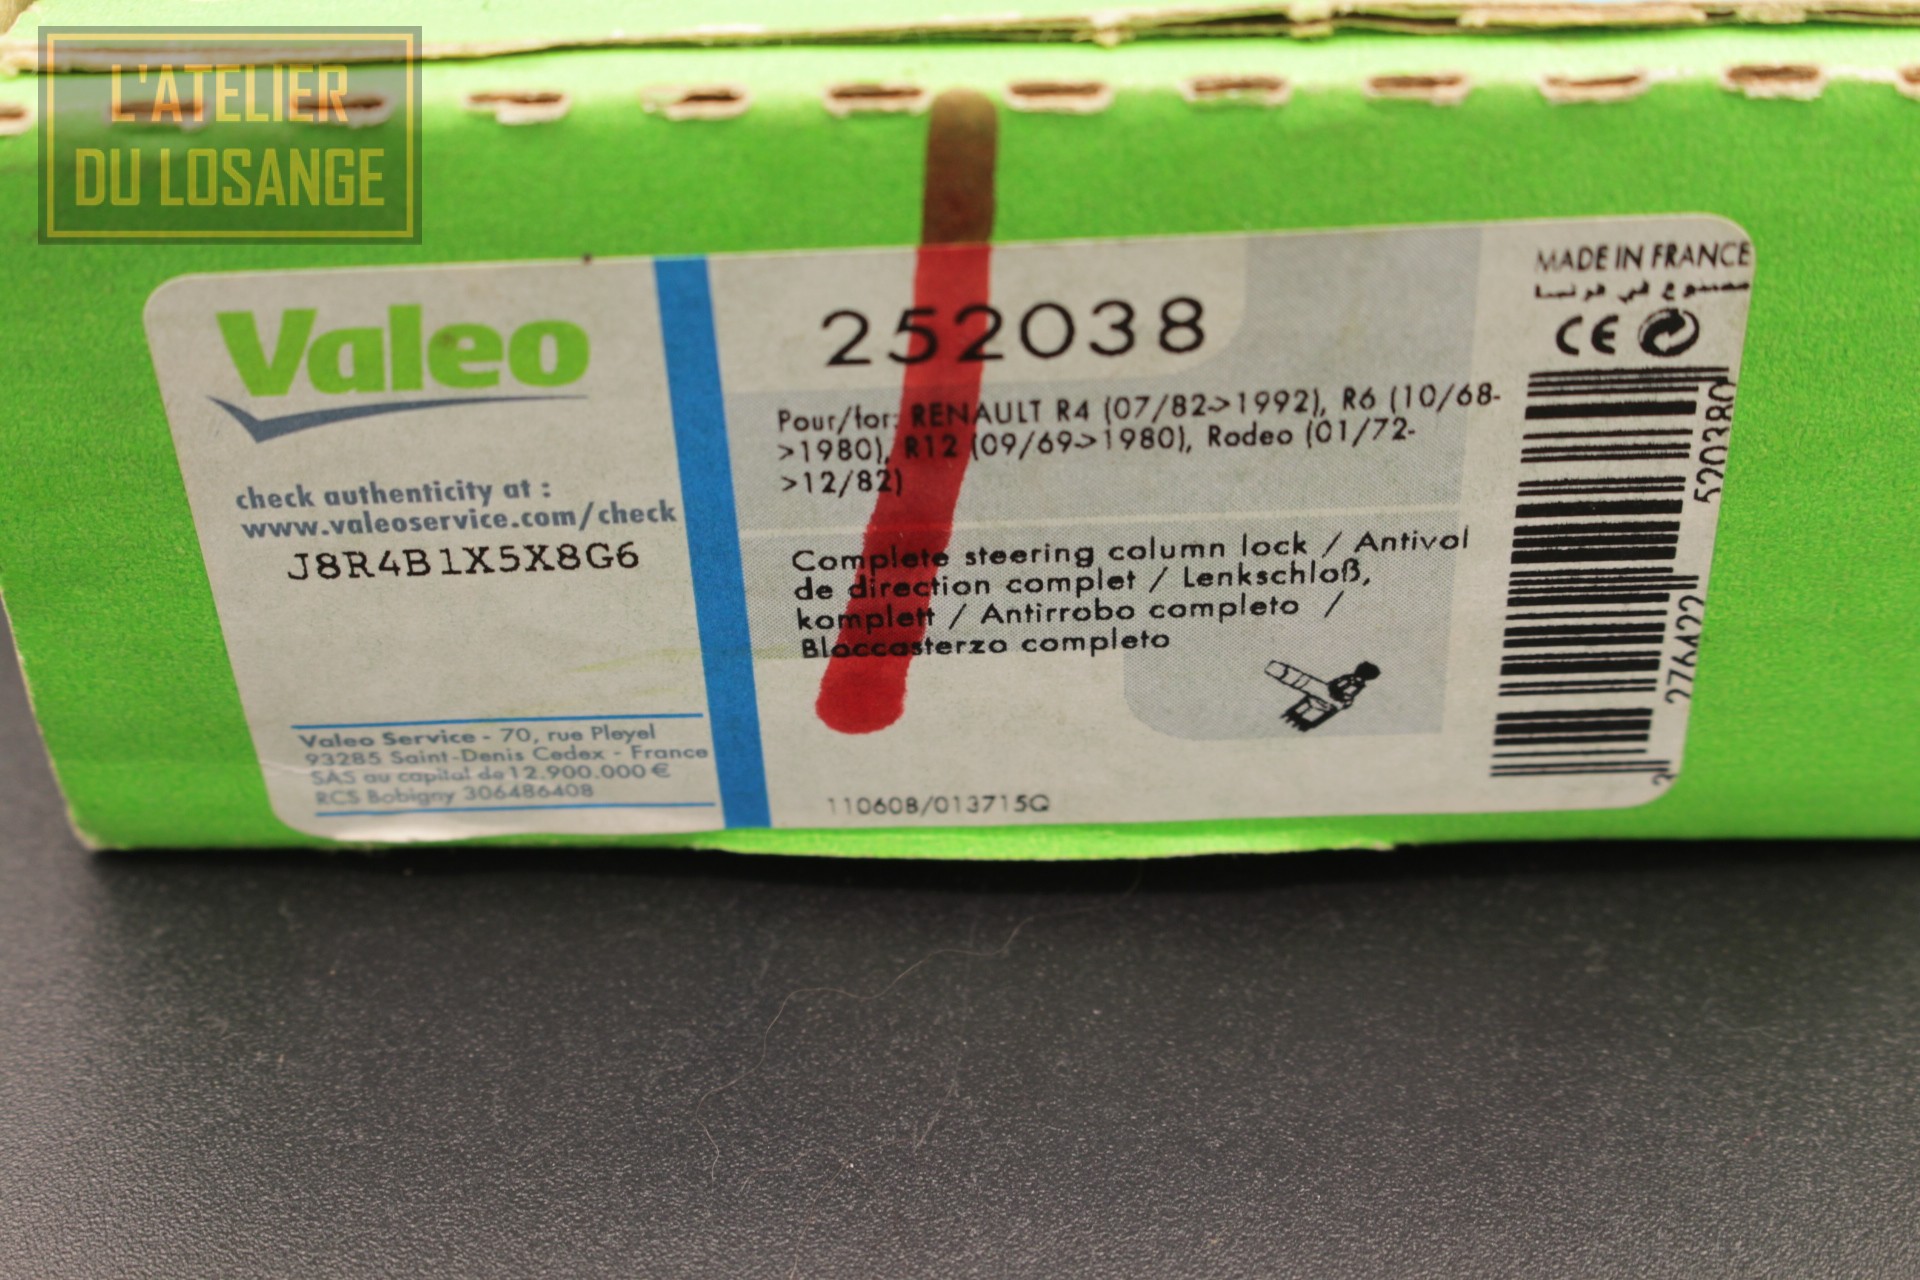 L'ATELIER
DU LOSANGE
Valeo
check authenticity at :
www.valeoservice.com/check
J8R4B1X5X8G6
Valeo Service - 70, rue Pleyel
93285 Saint-Denis Cedex - France
SAS au capital de 12.900.000 €
RCS Bobigny 306486408
252038
Pour/for: RENAULT R4 (07/82->1992), R6 (10/68-
>1980), R12 (09/69->1980), Rodeo (01/72-
>12/82)
Complete steering column lock / Antivol
de direction complet / Lenkschloß,
komplett / Antirrobo completo /
Bloccasterzo completo
110608/013715Q
MADE IN FRANCE
مصنوع في فرنسا
CE
3 276422 520380